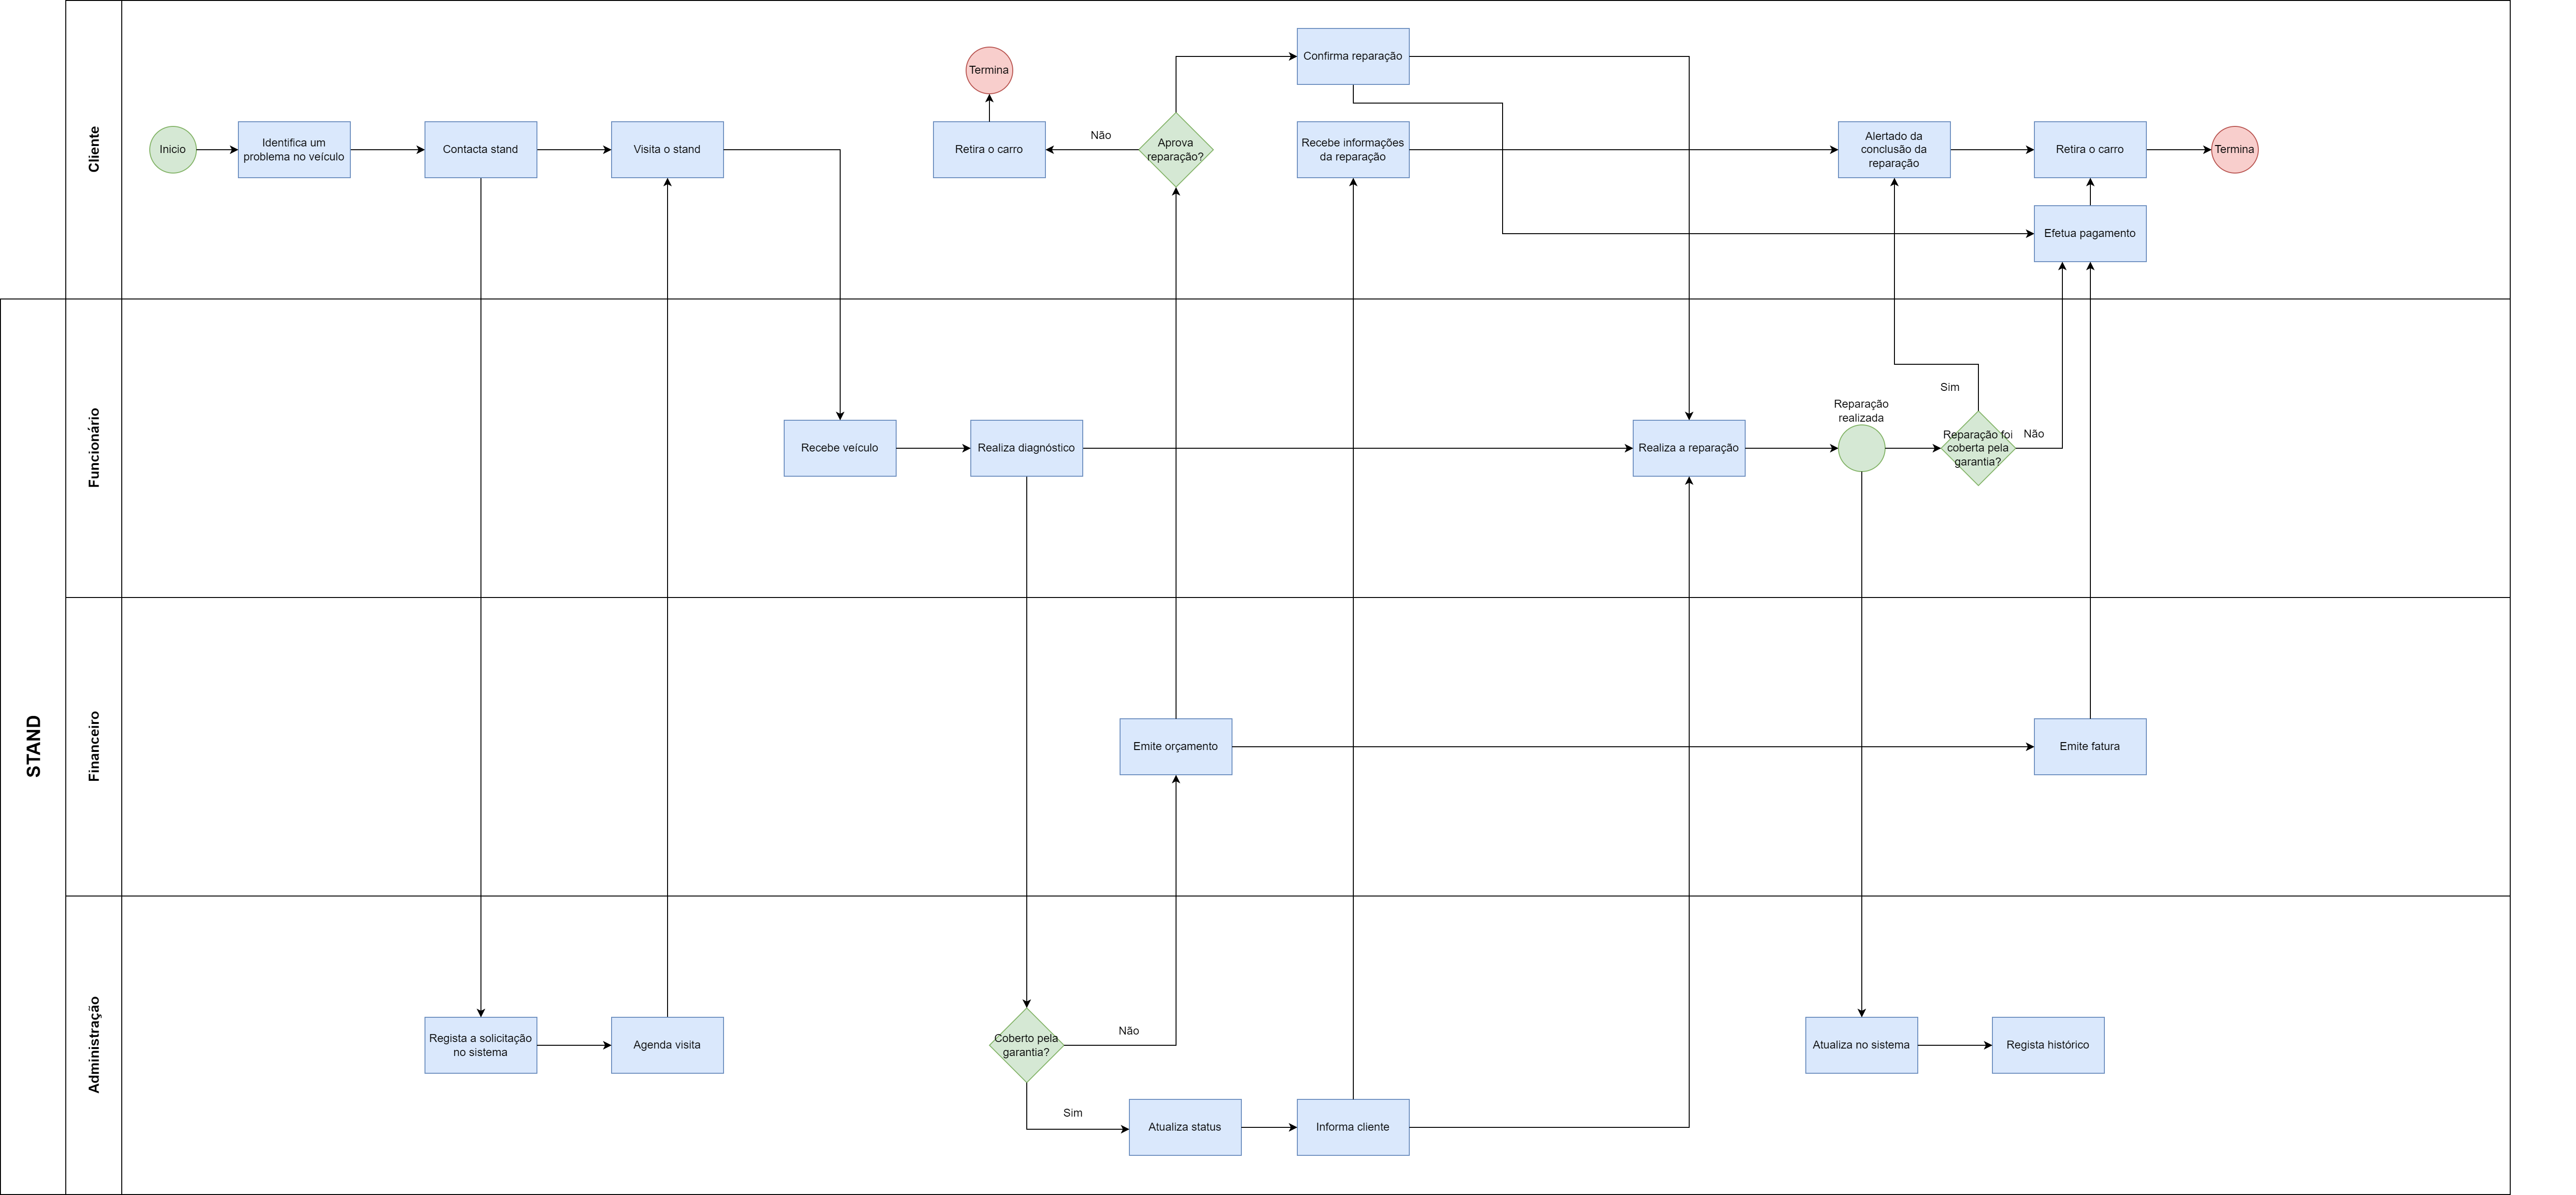 Cliente
Inicio
Identifica um
problema no veículo
Contacta stand
Visita o stand
Termina
Retira o carro
Não
Aprova
reparação?
Confirma reparação
Recebe informações
da reparação
Alertado da
conclusão da
reparação
Retira o carro
Termina
Efetua pagamento
STAND
Funcionário
Recebe veículo
Realiza diagnóstico
Realiza a reparação
Reparação
realizada
Sim
Reparação foi
coberta pela
garantia?
Não
Financeiro
Emite orçamento
Emite fatura
Administração
Regista a solicitação
no sistema
Agenda visita
Coberto pela
garantia?
Não
Sim
Atualiza status
Informa cliente
Atualiza no sistema
Regista histórico